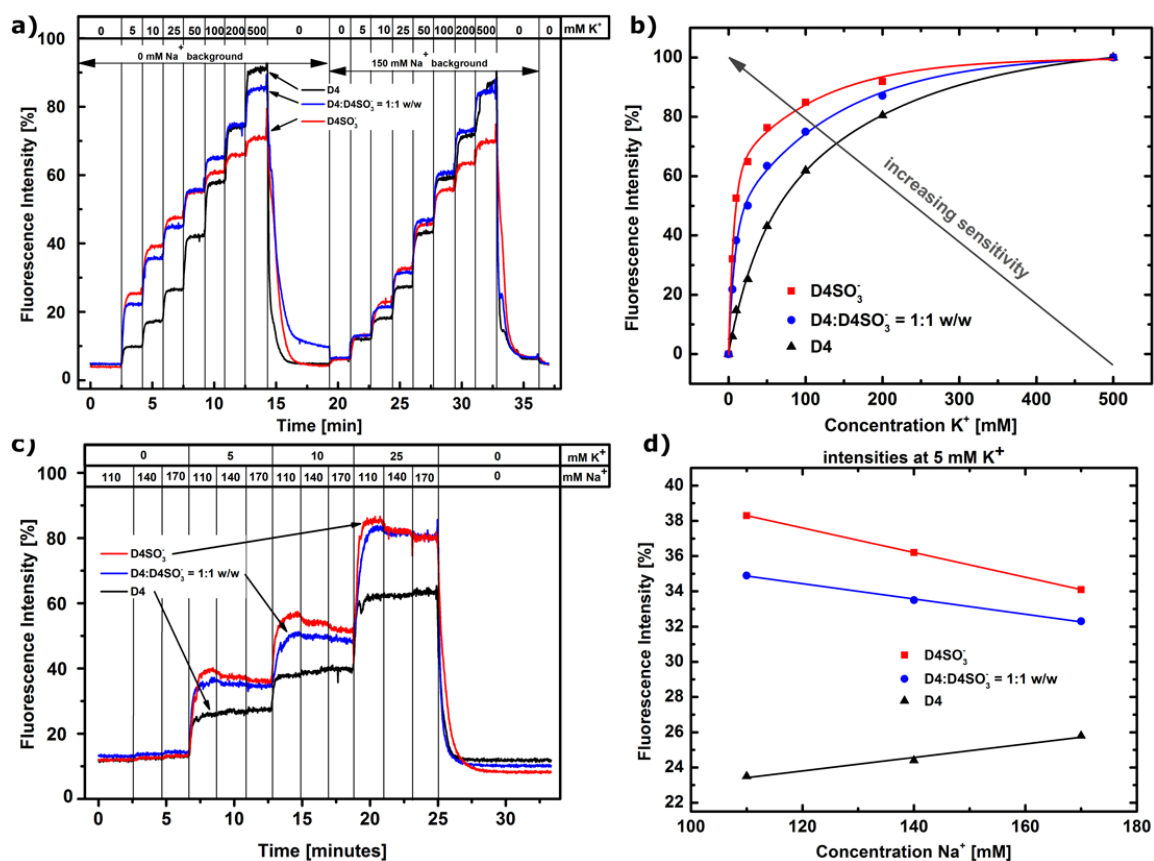 a)
0 5 10 25 50 100 200 500 0 0 5 10 25 50 100 200 500 0 0 mM K⁺
0 mM Na⁺ background
150 mM Na⁺ background
D4
D4:D4SO₃⁻ = 1:1 w/w
D4SO₃⁻
100
80
60
40
20
0
Fluorescence Intensity [%]
0 5 10 15 20 25 30 35
Time [min]
b)
100
80
60
40
20
0
Fluorescence Intensity [%]
increasing sensitivity
D4SO₃⁻
D4:D4SO₃⁻ = 1:1 w/w
D4
0 100 200 300 400 500
Concentration K⁺ [mM]
c)
0 5 10 25 0 mM K⁺
110 140 170 110 140 170 110 140 170 110 140 170 0 mM Na⁺
D4SO₃⁻
D4:D4SO₃⁻ = 1:1 w/w
D4
100
80
60
40
20
0
Fluorescence Intensity [%]
0 5 10 15 20 25 30
Time [minutes]
d)
intensities at 5 mM K⁺
38
36
34
32
30
28
26
24
22
Fluorescence Intensity [%]
D4SO₃⁻
D4:D4SO₃⁻ = 1:1 w/w
D4
100 120 140 160 180
Concentration Na⁺ [mM]